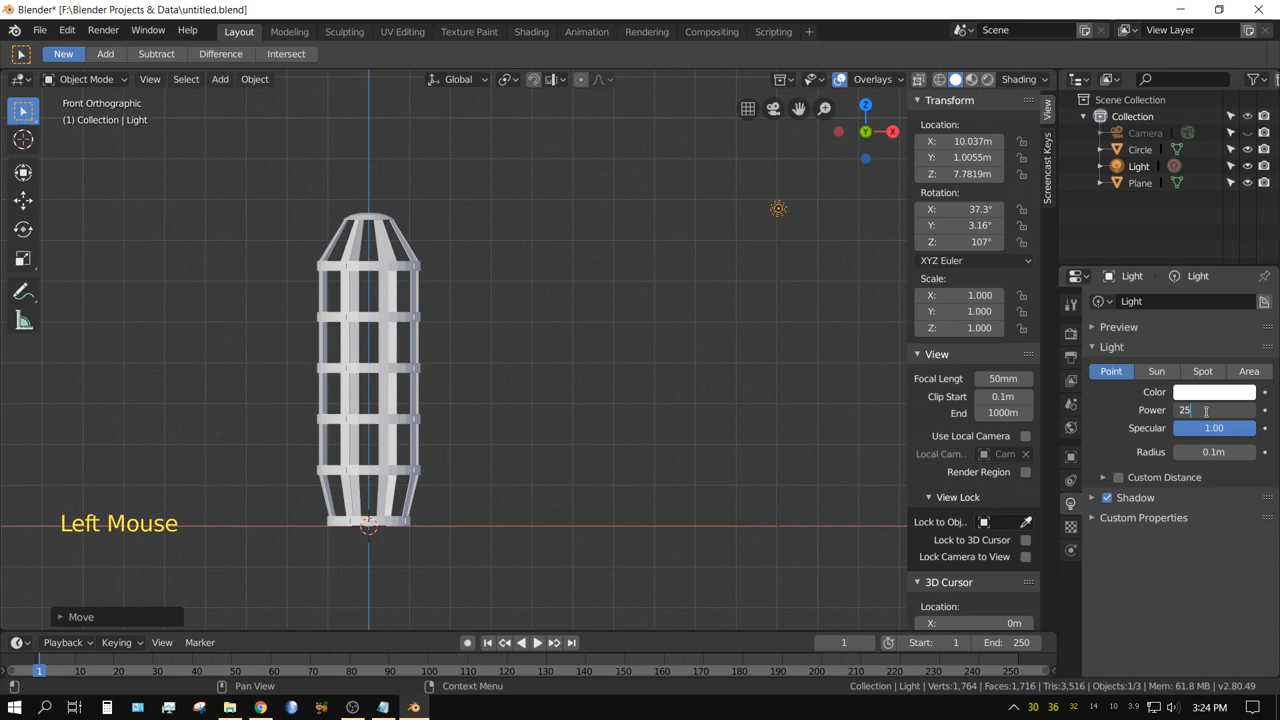 Blender* [F:\Blender Projects & Data\untitled.blend]
File Edit Render Window Help Layout Modeling Sculpting UV Editing Texture Paint Shading Animation Rendering Compositing Scripting + Scene View Layer
New Add Subtract Difference Intersect
Object Mode View Select Add Object Global Overlays Shading
Front Orthographic
(1) Collection | Light
Z
Y
X
Left Mouse
Move
Transform
Location:
X: 10.037m
Y: 1.0055m
Z: 7.7819m
Rotation:
X: 37.3°
Y: 3.16°
Z: 107°
XYZ Euler
Scale:
X: 1.000
Y: 1.000
Z: 1.000
View
Focal Lengt 50mm
Clip Start 0.1m
End 1000m
Use Local Camera
Local Cam... Cam
Render Region
View Lock
Lock to Obj..
Lock to 3D Cursor
Lock Camera to View
3D Cursor
Location:
X: 0m
View
Screencast Keys
Scene Collection
Collection
Camera
Circle
Light
Plane
Light Light
Light
Preview
Light
Point Sun Spot Area
Color
Power 25
Specular 1.00
Radius 0.1m
Custom Distance
Shadow
Custom Properties
Playback Keying View Marker 1 Start: 1 End: 250
1 10 20 30 40 50 60 70 80 90 100 110 120 130 140 150 160 170 180 190 200 210 220 230 240 250
Pan View Context Menu Collection | Light | Verts:1,764 | Faces:1,716 | Tris:3,516 | Objects:1/3 | Mem: 61.8 MB | v2.80.49
30 36 42 38 3.9 3:24 PM